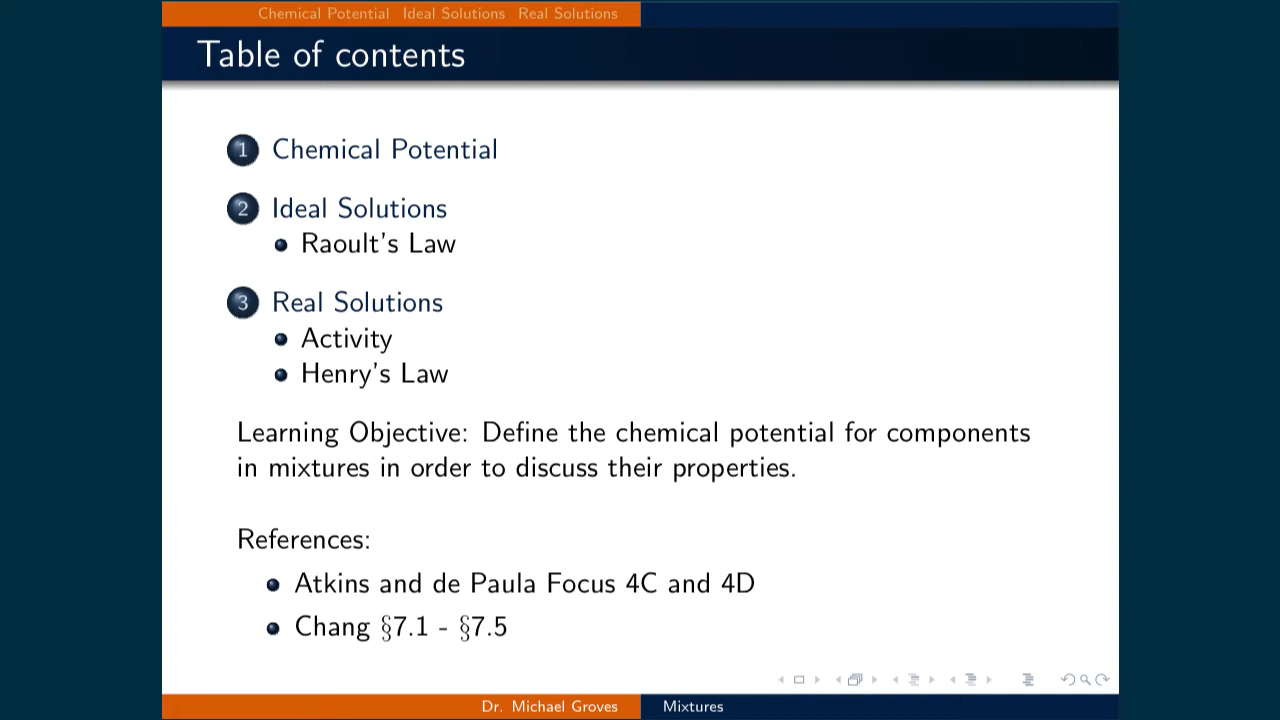 Chemical Potential Ideal Solutions Real Solutions
Table of contents
1 Chemical Potential
2 Ideal Solutions
Raoult's Law
3 Real Solutions
Activity
Henry's Law
Learning Objective: Define the chemical potential for components
in mixtures in order to discuss their properties.
References:
Atkins and de Paula Focus 4C and 4D
Chang §7.1 - §7.5
Dr. Michael Groves Mixtures